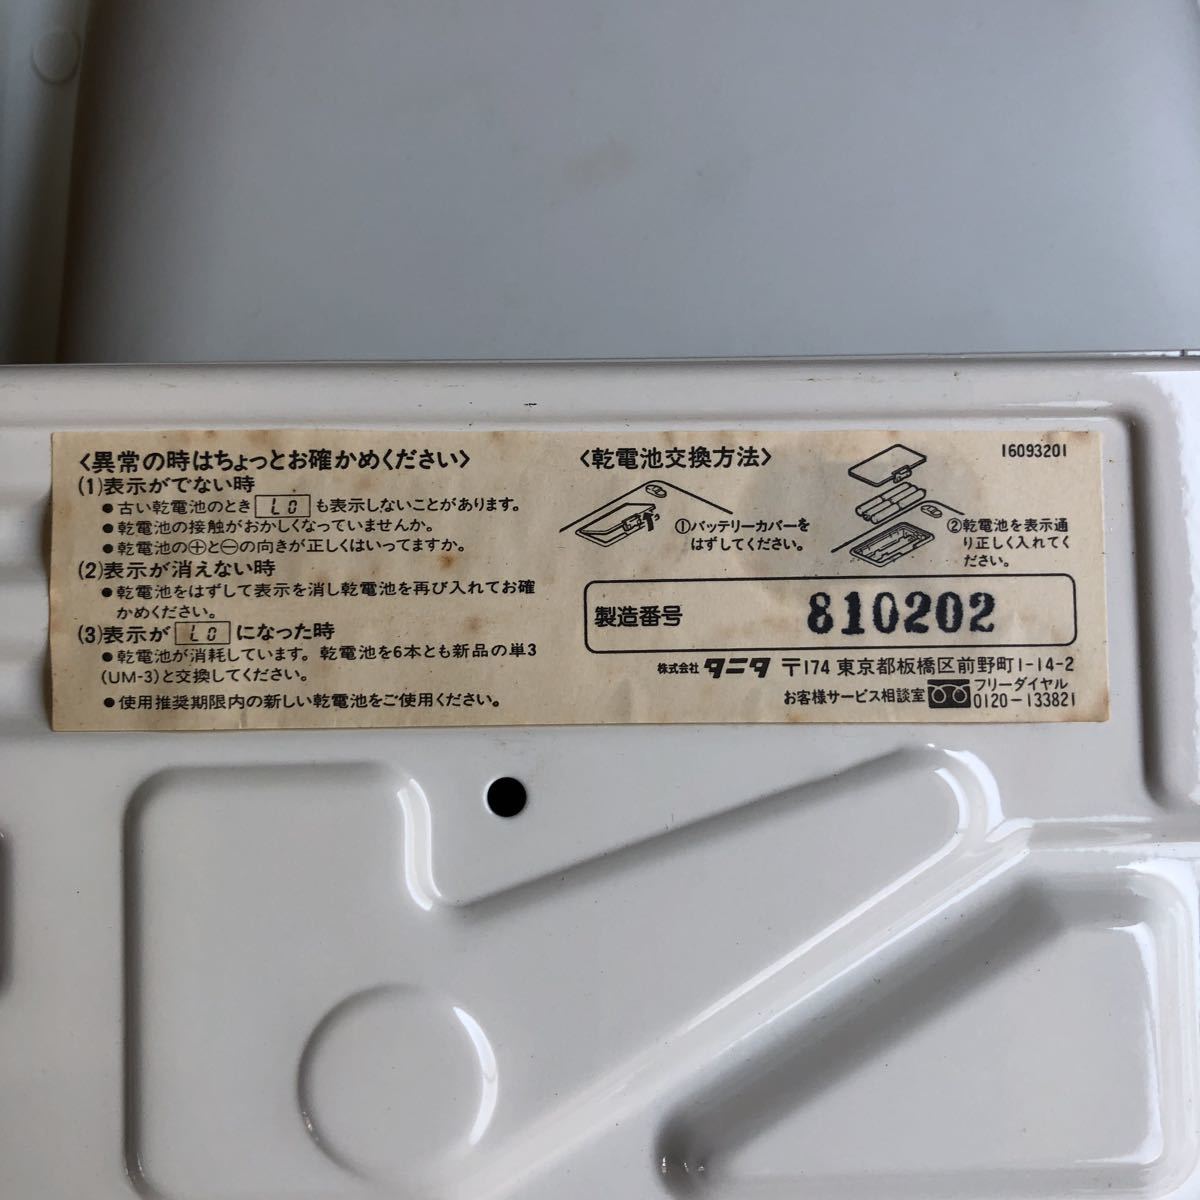 〈異常の時はちょっとお確かめください〉
(1)表示がでない時
●古い乾電池のとき LO も表示しないことがあります。
●乾電池の接触がおかしくなっていませんか。
●乾電池の⊕と⊖の向きが正しくはいってますか。
(2)表示が消えない時
●乾電池をはずして表示を消し乾電池を再び入れてお確
かめください。
(3)表示が LO になった時
●乾電池が消耗しています。乾電池を6本とも新品の単3
(UM-3)と交換してください。
●使用推奨期限内の新しい乾電池をご使用ください。
〈乾電池交換方法〉
16093201
①バッテリーカバーを
はずしてください。
②乾電池を表示通
り正しく入れてく
ださい。
製造番号 810202
株式会社 タニタ 〒174 東京都板橋区前野町1-14-2
お客様サービス相談室 フリーダイヤル
0120-133821